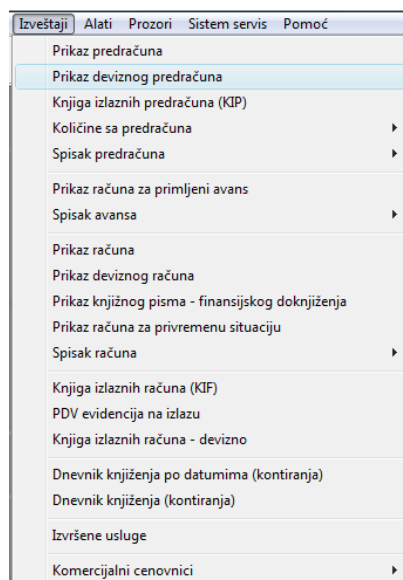 Izveštaji Alati Prozori Sistem servis Pomoć
Prikaz predračuna
Prikaz deviznog predračuna
Knjiga izlaznih predračuna (KIP)
Količine sa predračuna
Spisak predračuna
Prikaz računa za primljeni avans
Spisak avansa
Prikaz računa
Prikaz deviznog računa
Prikaz knjižnog pisma - finansijskog doknjiženja
Prikaz računa za privremenu situaciju
Spisak računa
Knjiga izlaznih računa (KIF)
PDV evidencija na izlazu
Knjiga izlaznih računa - devizno
Dnevnik knjiženja po datumima (kontiranja)
Dnevnik knjiženja (kontiranja)
Izvršene usluge
Komercijalni cenovnici